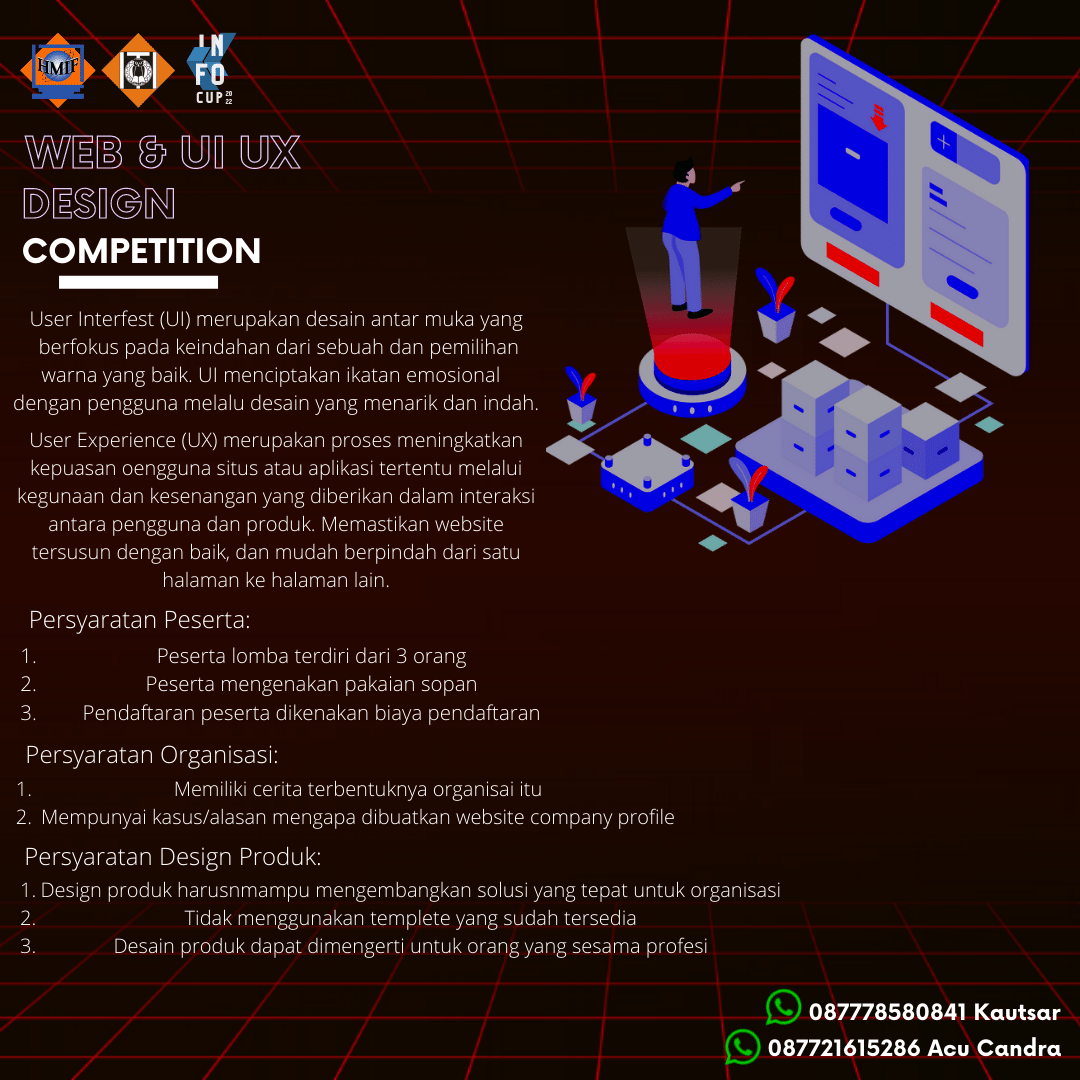 HMIF
INFO
CUP 2022
WEB & UI UX
DESIGN
COMPETITION
User Interfest (UI) merupakan desain antar muka yang
berfokus pada keindahan dari sebuah dan pemilihan
warna yang baik. UI menciptakan ikatan emosional
dengan pengguna melalu desain yang menarik dan indah.
User Experience (UX) merupakan proses meningkatkan
kepuasan oengguna situs atau aplikasi tertentu melalui
kegunaan dan kesenangan yang diberikan dalam interaksi
antara pengguna dan produk. Memastikan website
tersusun dengan baik, dan mudah berpindah dari satu
halaman ke halaman lain.
Persyaratan Peserta:
1. Peserta lomba terdiri dari 3 orang
2. Peserta mengenakan pakaian sopan
3. Pendaftaran peserta dikenakan biaya pendaftaran
Persyaratan Organisasi:
1. Memiliki cerita terbentuknya organisai itu
2. Mempunyai kasus/alasan mengapa dibuatkan website company profile
Persyaratan Design Produk:
1. Design produk harusnmampu mengembangkan solusi yang tepat untuk organisasi
2. Tidak menggunakan templete yang sudah tersedia
3. Desain produk dapat dimengerti untuk orang yang sesama profesi
087778580841 Kautsar
087721615286 Acu Candra